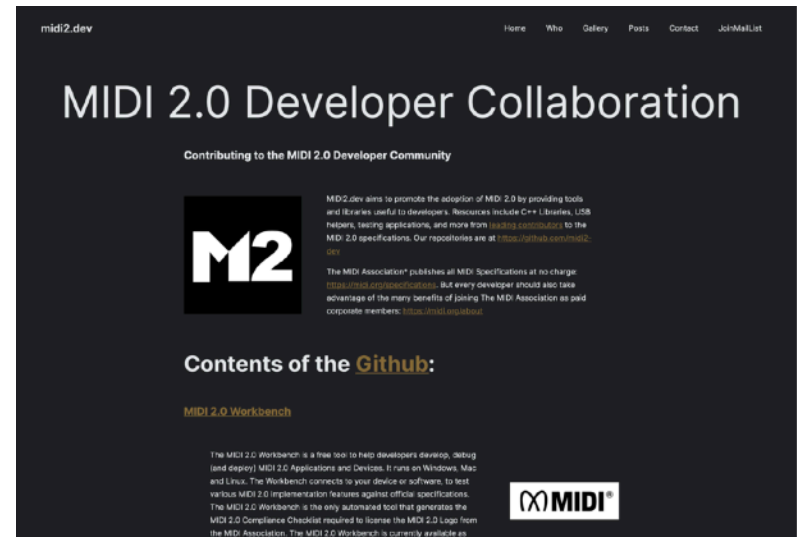 midi2.dev
Home Who Gallery Posts Contact JoinMailList
MIDI 2.0 Developer Collaboration
Contributing to the MIDI 2.0 Developer Community
M2
MIDI2.dev aims to promote the adoption of MIDI 2.0 by providing tools
and libraries useful to developers. Resources include C++ Libraries, USB
helpers, testing applications, and more from leading contributors to the
MIDI 2.0 specifications. Our repositories are at https://github.com/midi2-
dev
The MIDI Association* publishes all MIDI Specifications at no charge:
https://midi.org/specifications. But every developer should also take
advantage of the many benefits of joining The MIDI Association as paid
corporate members: https://midi.org/about
Contents of the Github:
MIDI 2.0 Workbench
The MIDI 2.0 Workbench is a free tool to help developers develop, debug
(and deploy) MIDI 2.0 Applications and Devices. It runs on Windows, Mac
and Linux. The Workbench connects to your device or software, to test
various MIDI 2.0 implementation features against official specifications.
The MIDI 2.0 Workbench is the only automated tool that generates the
MIDI 2.0 Compliance Checklist required to license the MIDI 2.0 Logo from
the MIDI Association. The MIDI 2.0 Workbench is currently available as
MIDI®